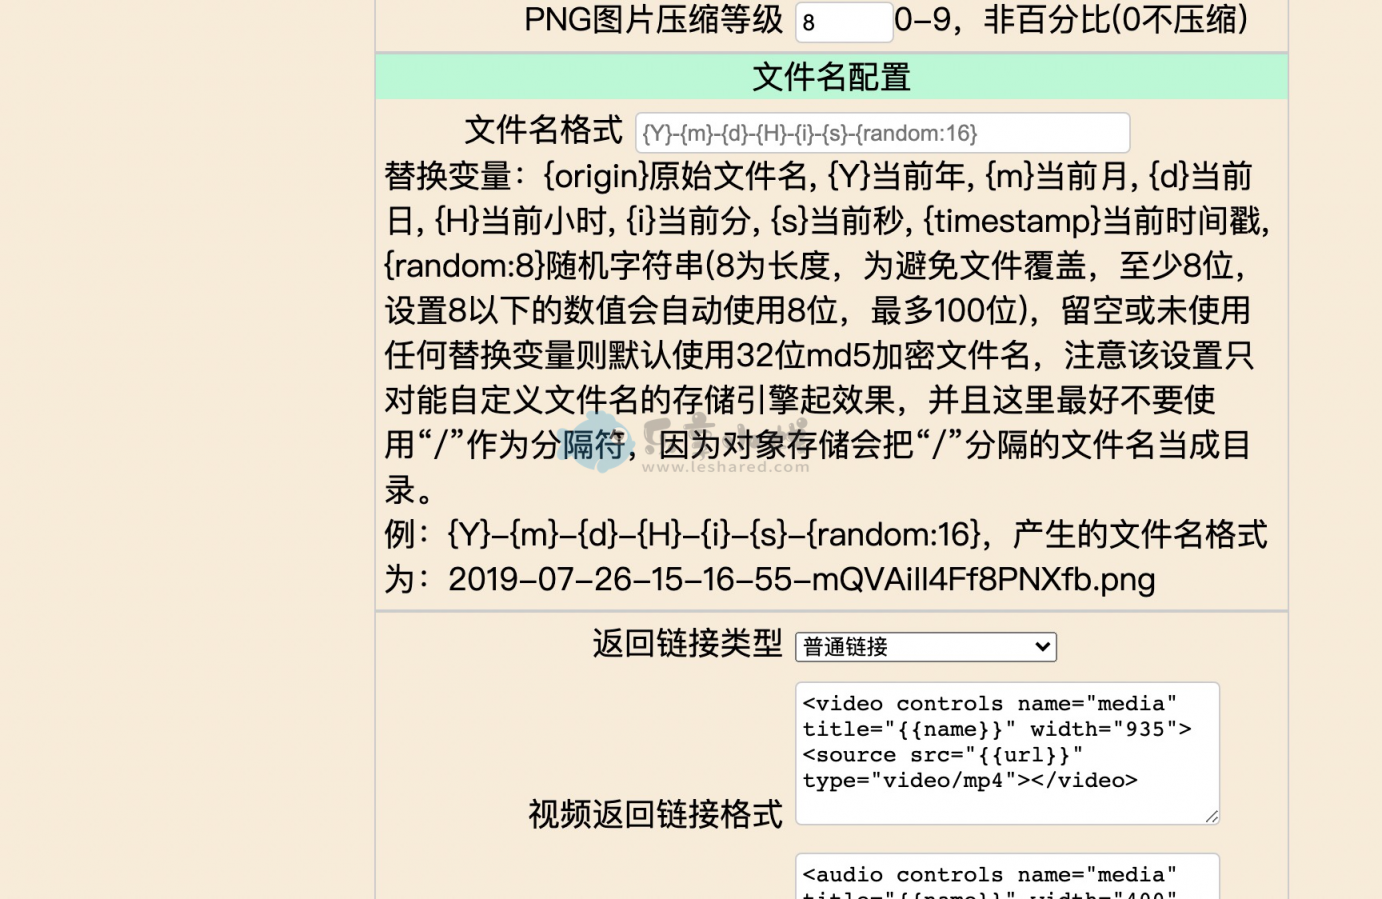 PNG图片压缩等级 8 0-9，非百分比(0不压缩)
文件名配置
文件名格式 {Y}-{m}-{d}-{H}-{i}-{s}-{random:16}
替换变量：{origin}原始文件名, {Y}当前年, {m}当前月, {d}当前
日, {H}当前小时, {i}当前分, {s}当前秒, {timestamp}当前时间戳,
{random:8}随机字符串(8为长度，为避免文件覆盖，至少8位，
设置8以下的数值会自动使用8位，最多100位)，留空或未使用
任何替换变量则默认使用32位md5加密文件名，注意该设置只
对能自定义文件名的存储引擎起效果，并且这里最好不要使
用“/”作为分隔符，因为对象存储会把“/”分隔的文件名当成目
录。
www.leshared.com
例：{Y}-{m}-{d}-{H}-{i}-{s}-{random:16}，产生的文件名格式
为：2019-07-26-15-16-55-mQVAiIl4Ff8PNXfb.png
返回链接类型 普通链接
<video controls name="media"
title="{{name}}" width="935">
<source src="{{url}}"
type="video/mp4"></video>
视频返回链接格式
<audio controls name="media"
title="{{name}}" width="400"